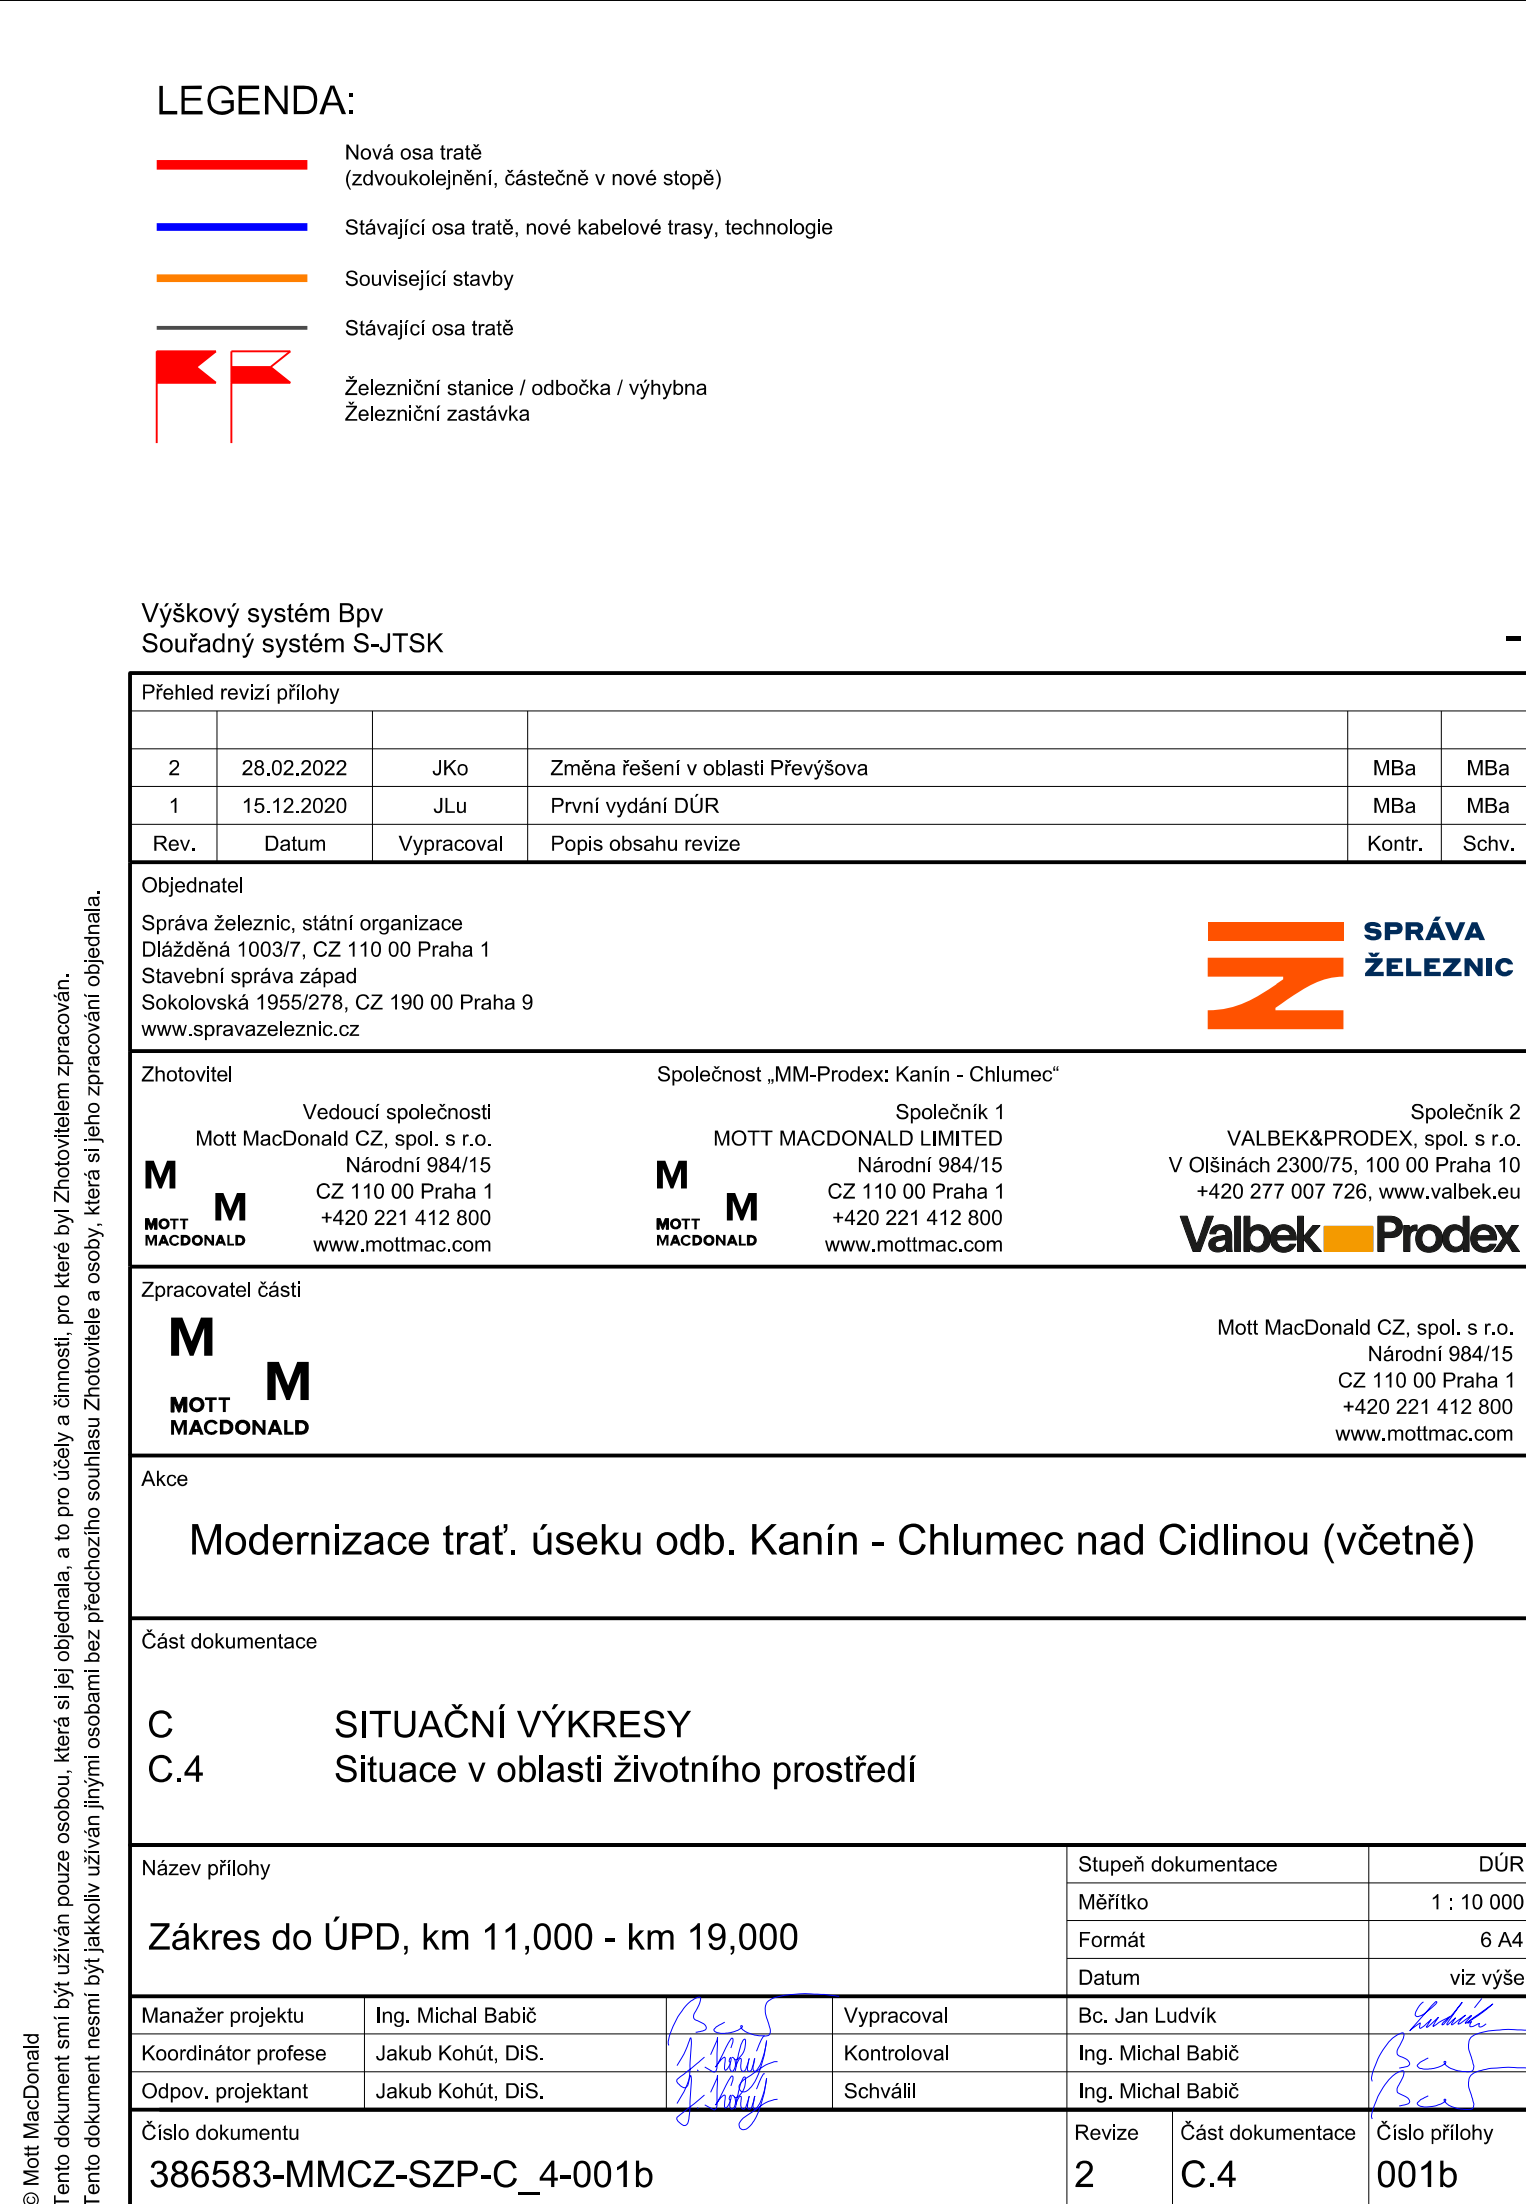 LEGENDA:
Nová osa tratě
(zdvoukolejnění, částečně v nové stopě)
Stávající osa tratě, nové kabelové trasy, technologie
Související stavby
Stávající osa tratě
Železniční stanice / odbočka / výhybna
Železniční zastávka
Výškový systém Bpv
Souřadný systém S-JTSK
-
Přehled revizí přílohy
2 28.02.2022 JKo Změna řešení v oblasti Převýšova MBa MBa
1 15.12.2020 JLu První vydání DÚR MBa MBa
Rev. Datum Vypracoval Popis obsahu revize Kontr. Schv.
Objednatel
Správa železnic, státní organizace
Dlážděná 1003/7, CZ 110 00 Praha 1
Stavební správa západ
Sokolovská 1955/278, CZ 190 00 Praha 9
www.spravazeleznic.cz
SPRÁVA
ŽELEZNIC
Zhotovitel
Společnost „MM-Prodex: Kanín - Chlumec“
Vedoucí společnosti
Mott MacDonald CZ, spol. s r.o.
Národní 984/15
CZ 110 00 Praha 1
+420 221 412 800
www.mottmac.com
M
M
MOTT
MACDONALD
Společník 1
MOTT MACDONALD LIMITED
Národní 984/15
CZ 110 00 Praha 1
+420 221 412 800
www.mottmac.com
M
M
MOTT
MACDONALD
Společník 2
VALBEK&PRODEX, spol. s r.o.
V Olšinách 2300/75, 100 00 Praha 10
+420 277 007 726, www.valbek.eu
Valbek Prodex
Zpracovatel části
M
M
MOTT
MACDONALD
Mott MacDonald CZ, spol. s r.o.
Národní 984/15
CZ 110 00 Praha 1
+420 221 412 800
www.mottmac.com
Akce
Modernizace trať. úseku odb. Kanín - Chlumec nad Cidlinou (včetně)
Část dokumentace
C SITUAČNÍ VÝKRESY
C.4 Situace v oblasti životního prostředí
Název přílohy
Zákres do ÚPD, km 11,000 - km 19,000
Stupeň dokumentace DÚR
Měřítko 1 : 10 000
Formát 6 A4
Datum viz výše
Manažer projektu Ing. Michal Babič Vypracoval Bc. Jan Ludvík Ludvík
Koordinátor profese Jakub Kohút, DiS. J. Kohút Kontroloval Ing. Michal Babič
Odpov. projektant Jakub Kohút, DiS. J. Kohút Schválil Ing. Michal Babič
Číslo dokumentu Revize Část dokumentace Číslo přílohy
386583-MMCZ-SZP-C_4-001b 2 C.4 001b
© Mott MacDonald
Tento dokument smí být užíván pouze osobou, která si jej objednala, a to pro účely a činnosti, pro které byl Zhotovitelem zpracován.
Tento dokument nesmí být jakkoliv užíván jinými osobami bez předchozího souhlasu Zhotovitele a osoby, která si jeho zpracování objednala.